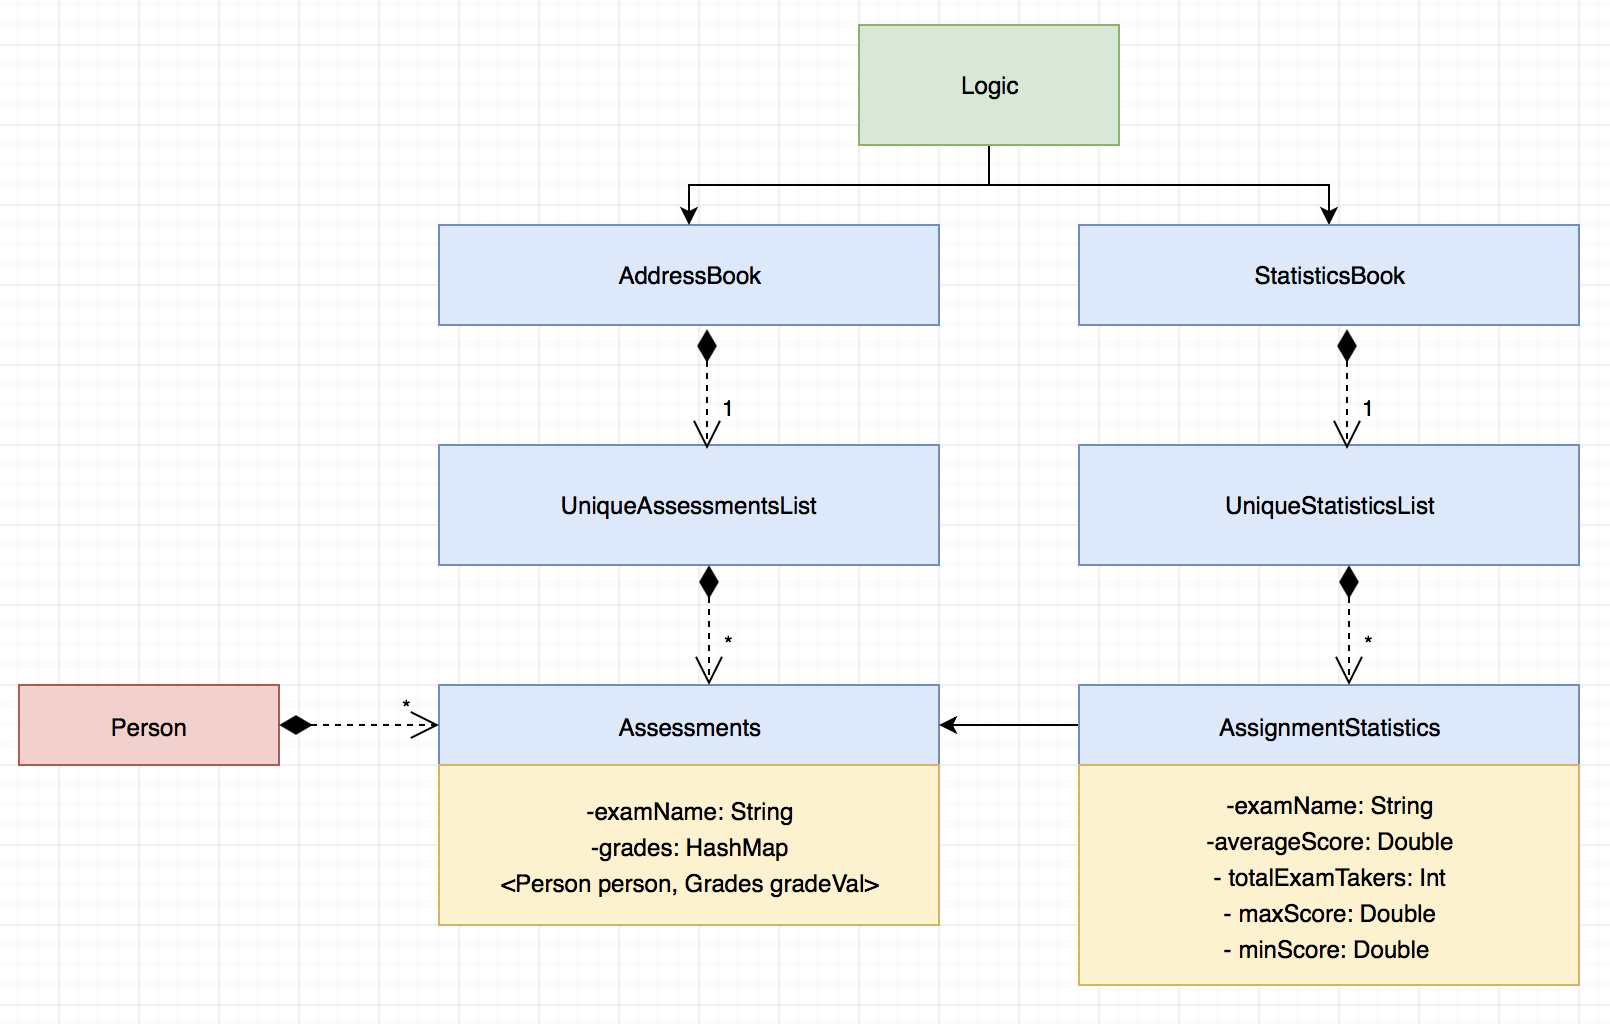 Logic
AddressBook
StatisticsBook
1
1
UniqueAssessmentsList
UniqueStatisticsList
*
*
Person
*
Assessments
AssignmentStatistics
-examName: String
-grades: HashMap
<Person person, Grades gradeVal>
-examName: String
-averageScore: Double
- totalExamTakers: Int
- maxScore: Double
- minScore: Double